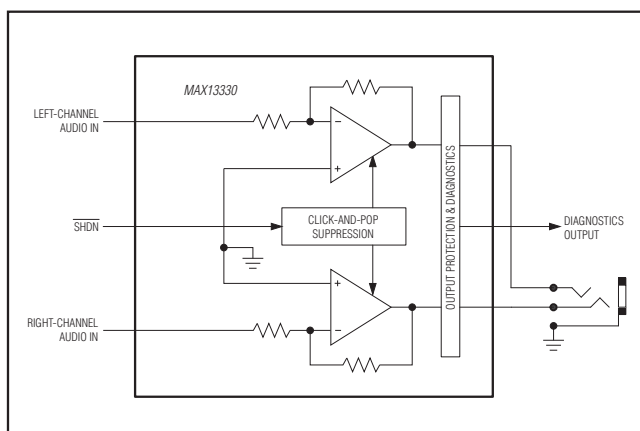 MAX13330
LEFT-CHANNEL
AUDIO IN
−
+
SHDN
CLICK-AND-POP
SUPPRESSION
OUTPUT PROTECTION & DIAGNOSTICS
DIAGNOSTICS
OUTPUT
+
−
RIGHT-CHANNEL
AUDIO IN